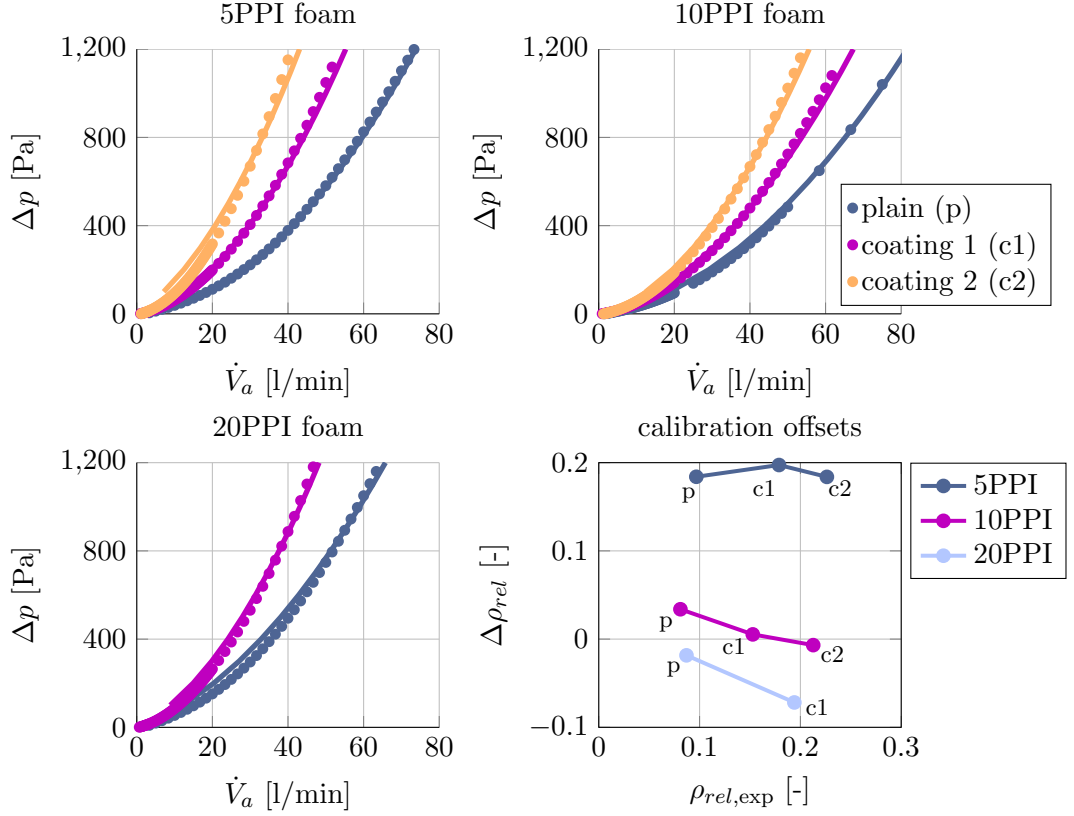 5PPI foam
1,200
800
400
0
0 20 40 60 80
Δp [Pa]
V̇a [l/min]
10PPI foam
1,200
800
400
0
0 20 40 60 80
Δp [Pa]
V̇a [l/min]
plain (p)
coating 1 (c1)
coating 2 (c2)
20PPI foam
1,200
800
400
0
0 20 40 60 80
Δp [Pa]
V̇a [l/min]
calibration offsets
0.2
0.1
0
−0.1
0 0.1 0.2 0.3
Δρrel [-]
ρrel,exp [-]
p
c1
c2
p
c1
c2
p
c1
5PPI
10PPI
20PPI